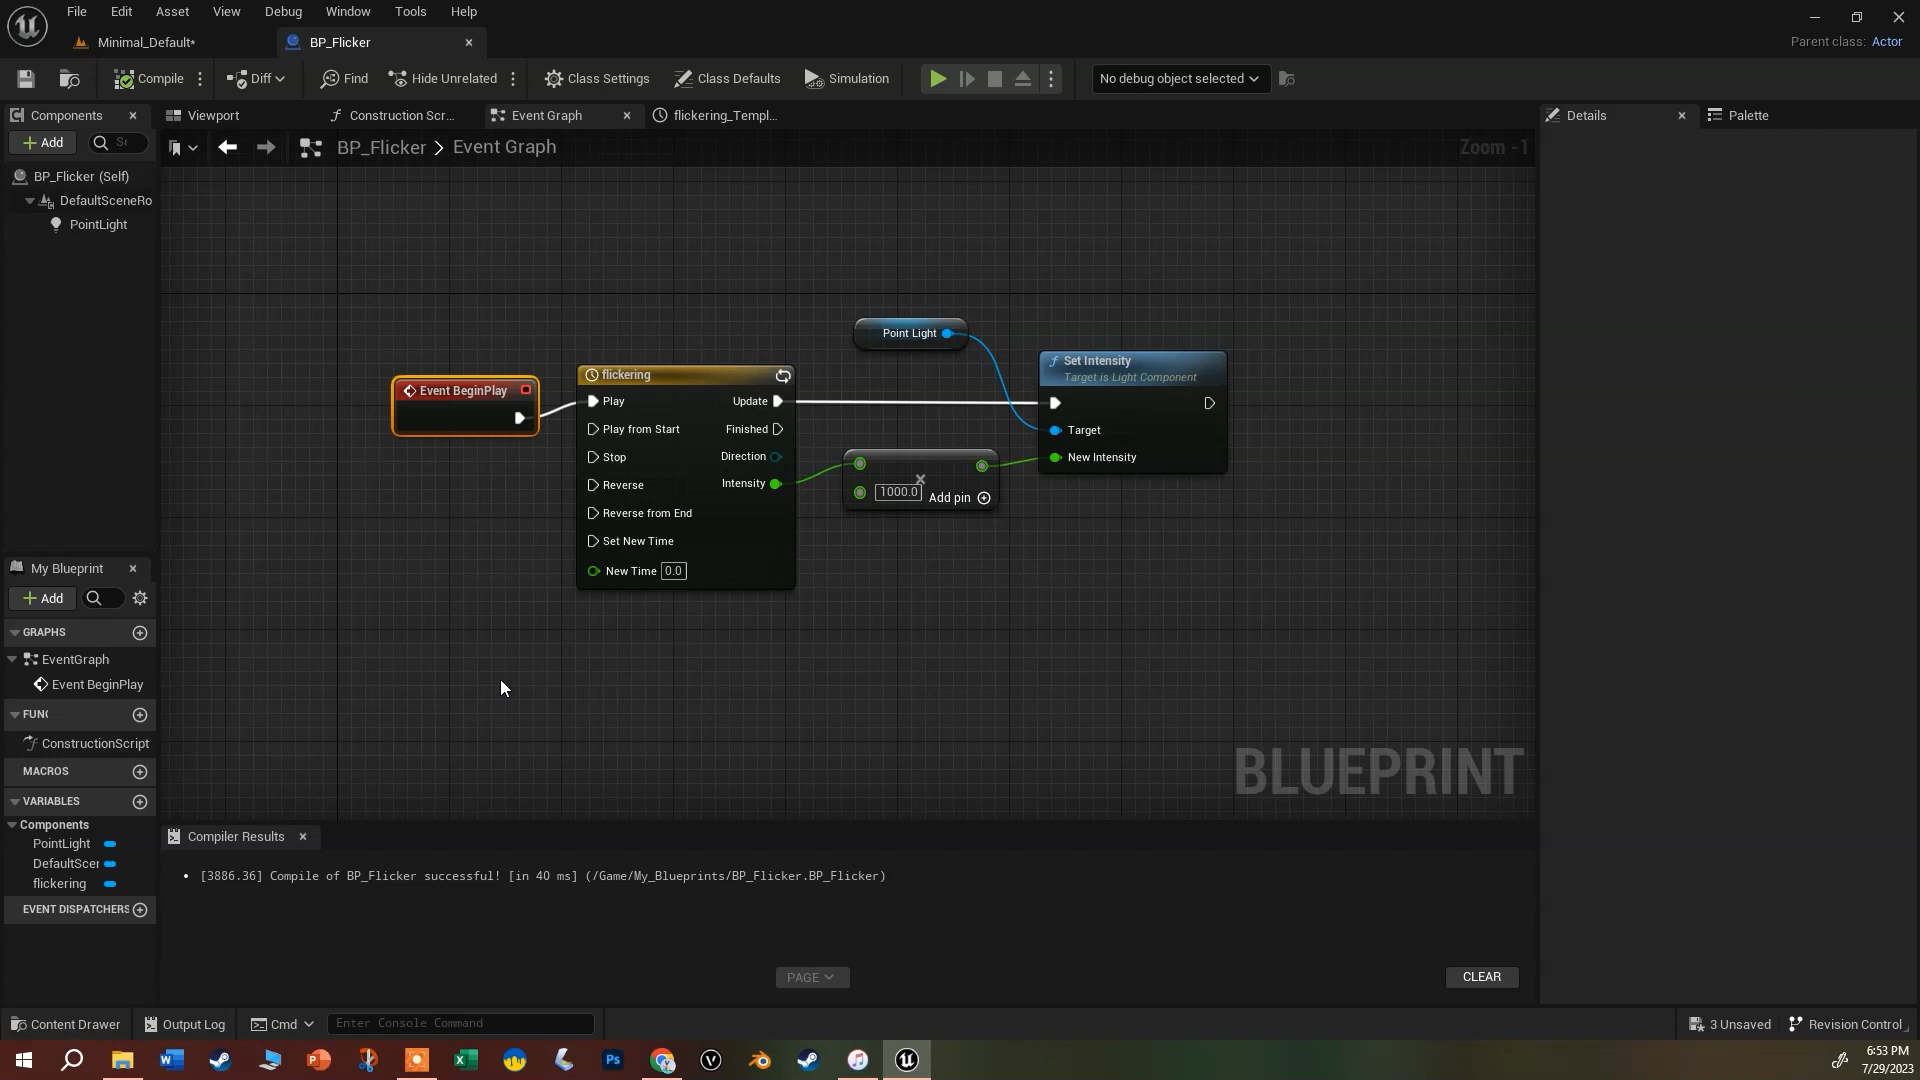 File Edit Asset View Debug Window Tools Help
Minimal_Default* BP_Flicker
Parent class: Actor
Compile Diff Find Hide Unrelated Class Settings Class Defaults Simulation No debug object selected
Components Viewport Construction Scr... Event Graph flickering_Templ... Details Palette
Add
BP_Flicker > Event Graph
Zoom -1
BP_Flicker (Self)
DefaultSceneRo
PointLight
Point Light
Set Intensity
Target is Light Component
Target
New Intensity
Event BeginPlay
flickering
Play Update
Play from Start Finished
Stop Direction
Reverse Intensity
Reverse from End
Set New Time
New Time 0.0
1000.0 Add pin
My Blueprint
Add
GRAPHS
EventGraph
Event BeginPlay
FUNC
ConstructionScript
MACROS
VARIABLES
Components
PointLight
DefaultScer
flickering
EVENT DISPATCHERS
BLUEPRINT
Compiler Results
• [3886.36] Compile of BP_Flicker successful! [in 40 ms] (/Game/My_Blueprints/BP_Flicker.BP_Flicker)
PAGE
CLEAR
Content Drawer Output Log Cmd Enter Console Command 3 Unsaved Revision Control
6:53 PM
7/29/2023